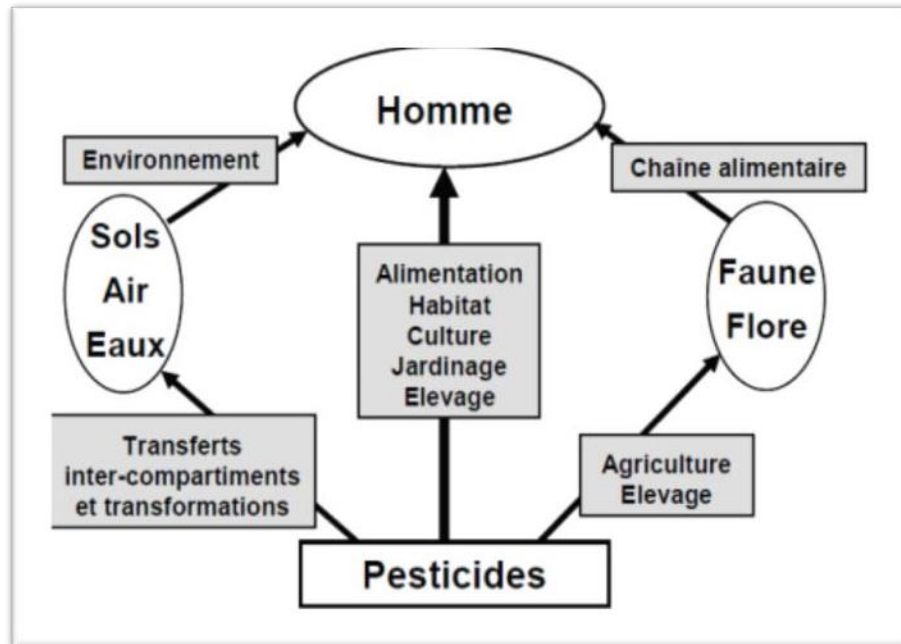 Homme
Environnement
Chaîne alimentaire
Sols
Air
Eaux
Alimentation
Habitat
Culture
Jardinage
Elevage
Faune
Flore
Transferts
inter-compartiments
et transformations
Agriculture
Elevage
Pesticides